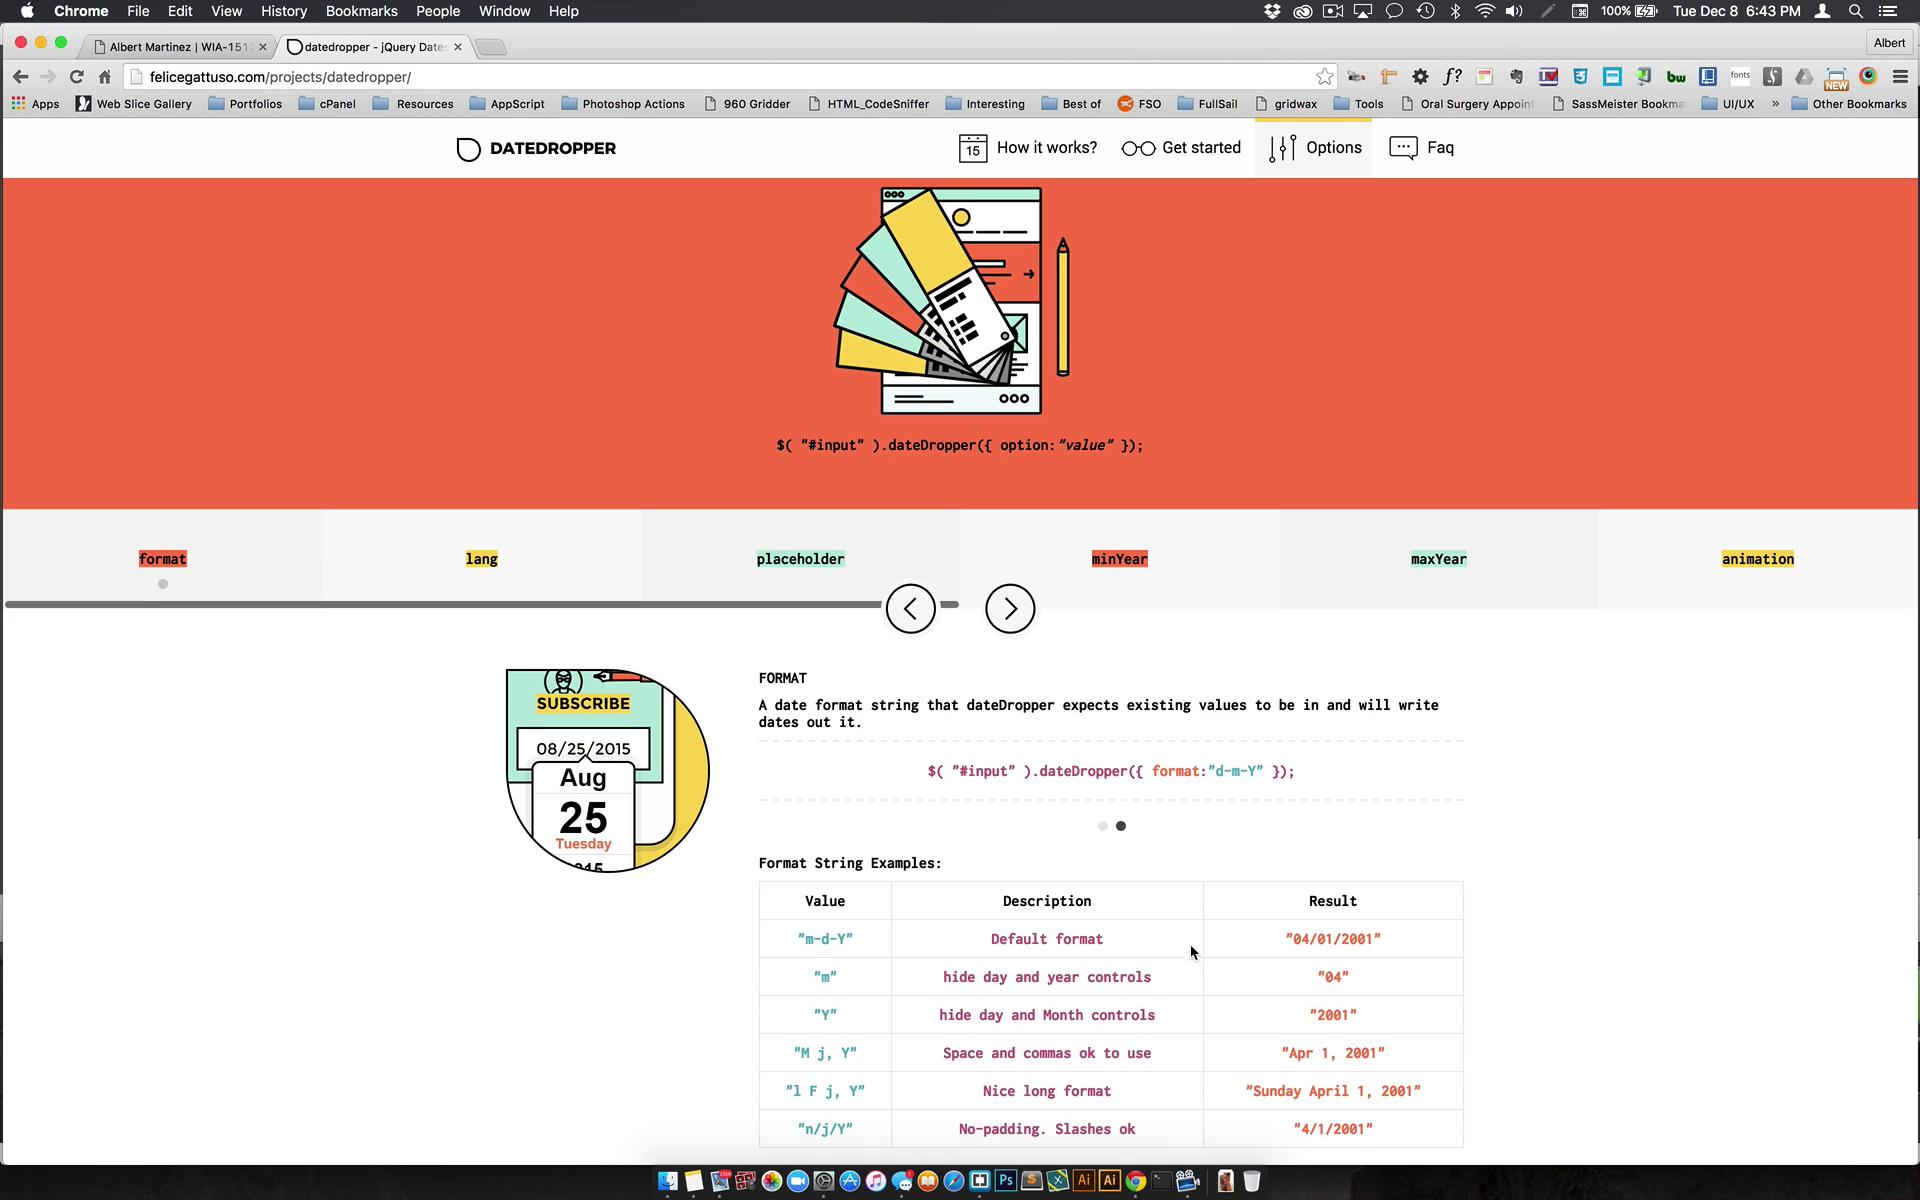 Chrome File Edit View History Bookmarks People Window Help 100% Tue Dec 8 6:43 PM
Albert Martinez | WIA-151 datedropper - jQuery Date Albert
felicegattuso.com/projects/datedropper/ f? bw fonts NEW
Apps Web Slice Gallery Portfolios cPanel Resources AppScript Photoshop Actions 960 Gridder HTML_CodeSniffer Interesting Best of FSO FullSail gridwax Tools Oral Surgery Appoint SassMeister Bookma UI/UX » Other Bookmarks
DATEDROPPER 15 How it works? Get started Options Faq
$( "#input" ).dateDropper({ option:"value" });
format lang placeholder minYear maxYear animation
SUBSCRIBE
08/25/2015
Aug
25
Tuesday
FORMAT
A date format string that dateDropper expects existing values to be in and will write
dates out it.
$( "#input" ).dateDropper({ format:"d-m-Y" });
Format String Examples:
Value Description Result
"m-d-Y" Default format "04/01/2001"
"m" hide day and year controls "04"
"Y" hide day and Month controls "2001"
"M j, Y" Space and commas ok to use "Apr 1, 2001"
"l F j, Y" Nice long format "Sunday April 1, 2001"
"n/j/Y" No-padding. Slashes ok "4/1/2001"
Ps S Ai Ai